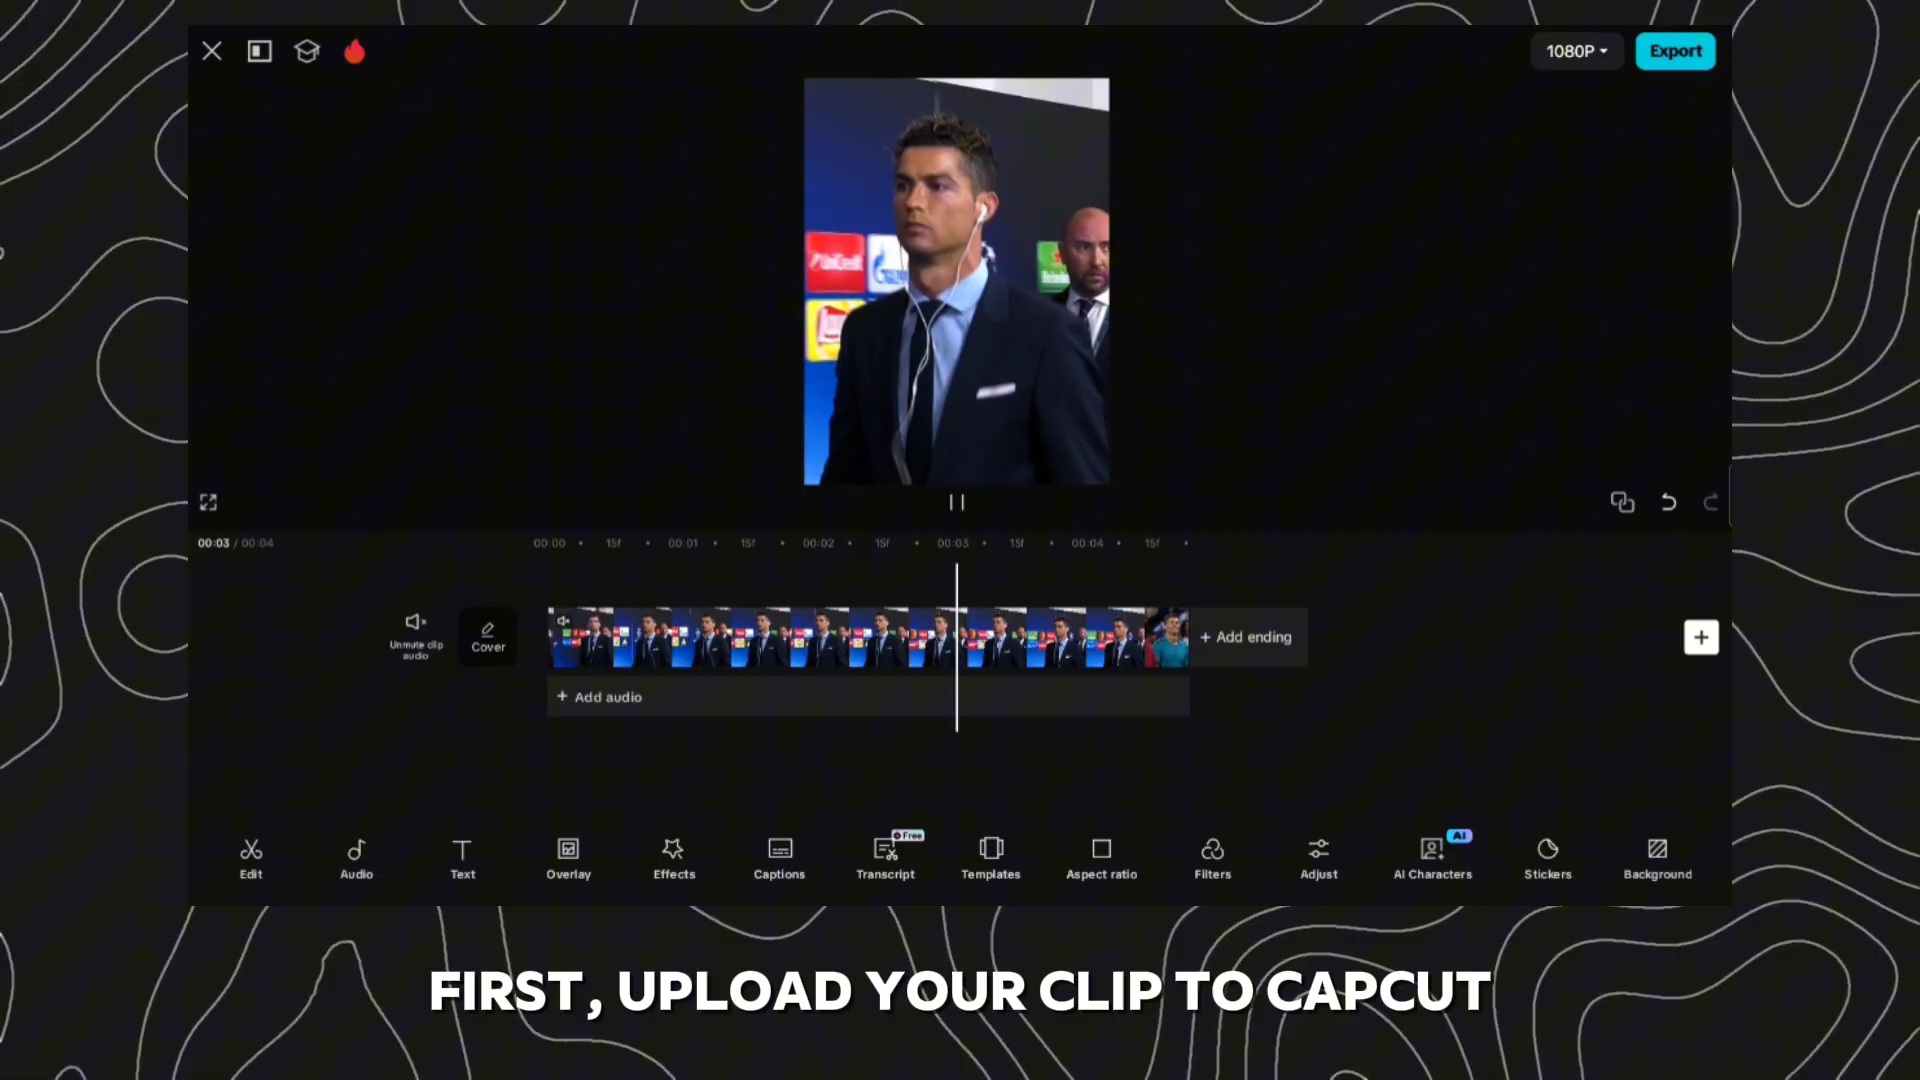 1080P
Export
UniCredit
Heineken
00:03 / 00:04
00:00 15f 00:01 15f 00:02 15f 00:03 15f 00:04 15f
Unmute clip
audio
Cover
+ Add ending
+ Add audio
Free
AI
Edit
Audio
Text
Overlay
Effects
Captions
Transcript
Templates
Aspect ratio
Filters
Adjust
AI Characters
Stickers
Background
FIRST, UPLOAD YOUR CLIP TO CAPCUT